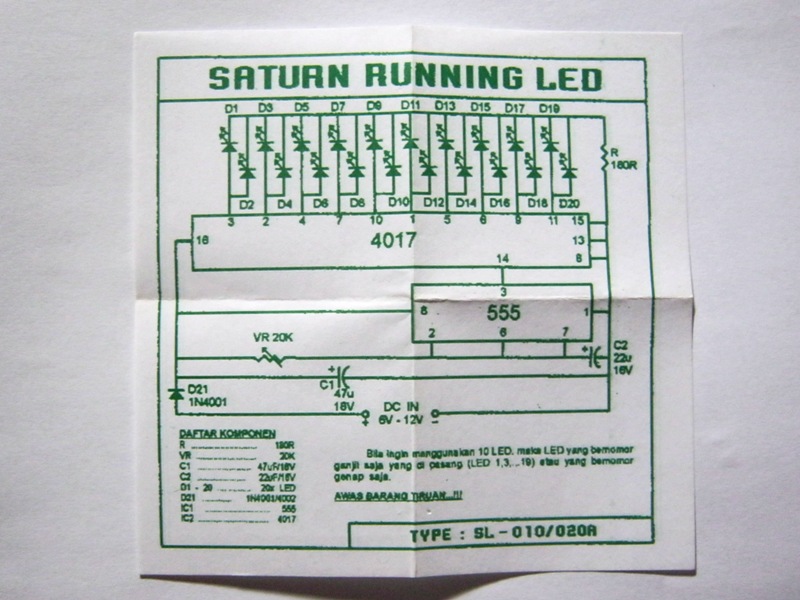 SATURN RUNNING LED
D1 D3 D5 D7 D9 D11 D13 D15 D17 D19
R
180R
D2 D4 D6 D8 D10 D12 D14 D16 D18 D20
3 2 4 7 10 1 5 6 9 11 15
16 4017 13
14 8
3
8 555 1
2 6 7
VR 20K
+ C2
22u
16V
D21
1N4001
+
C1
47u
16V
DC IN
+ 6V - 12V -
DAFTAR KOMPONEN
R 180R
VR 20K
C1 47uF/16V
C2 22uF/16V
D1 - 20 20x LED
D21 1N4001/4002
IC1 555
IC2 4017
Bila ingin manggunakan 10 LED, maka LED yang bernomor
ganjil saja yang di pasang (LED 1,3,..19) atau yang bernomor
genap saja.
AWAS BARANG TIRUAN...!!!
TYPE : SL - 010/020A